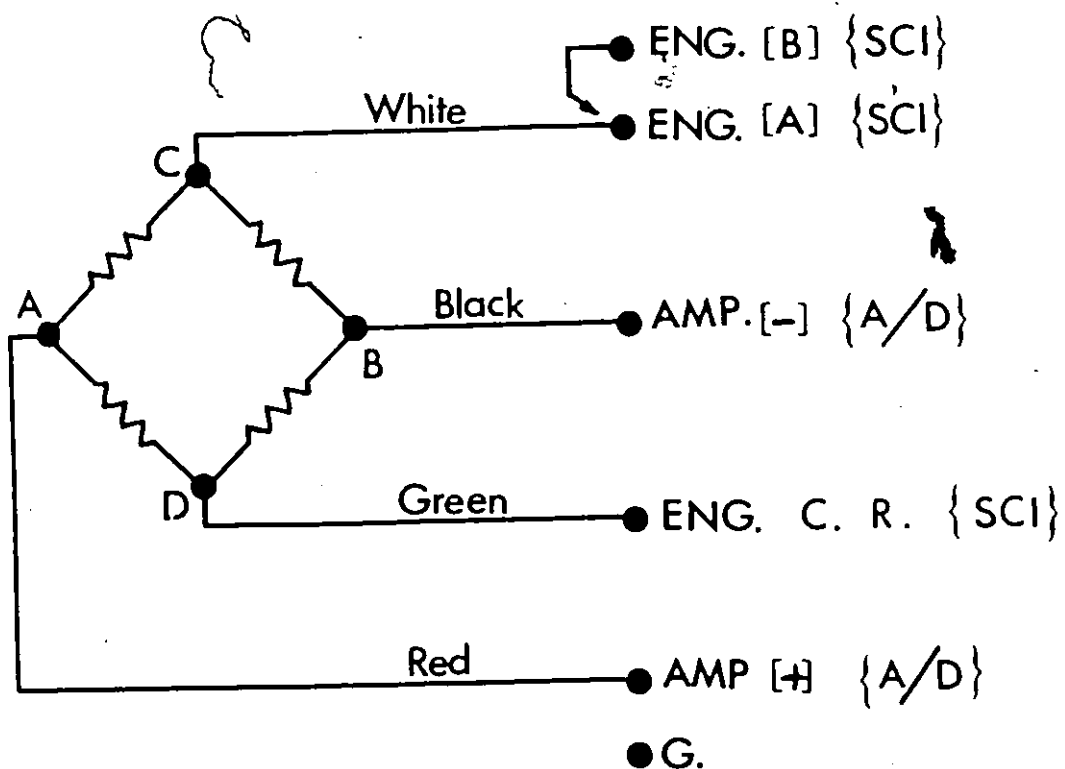 ENG. [B] {SCI}
White
ENG. [A] {SCI}
C
A
Black
AMP. [-] {A/D}
B
D
Green
ENG. C. R. {SCI}
Red
AMP [+] {A/D}
G.